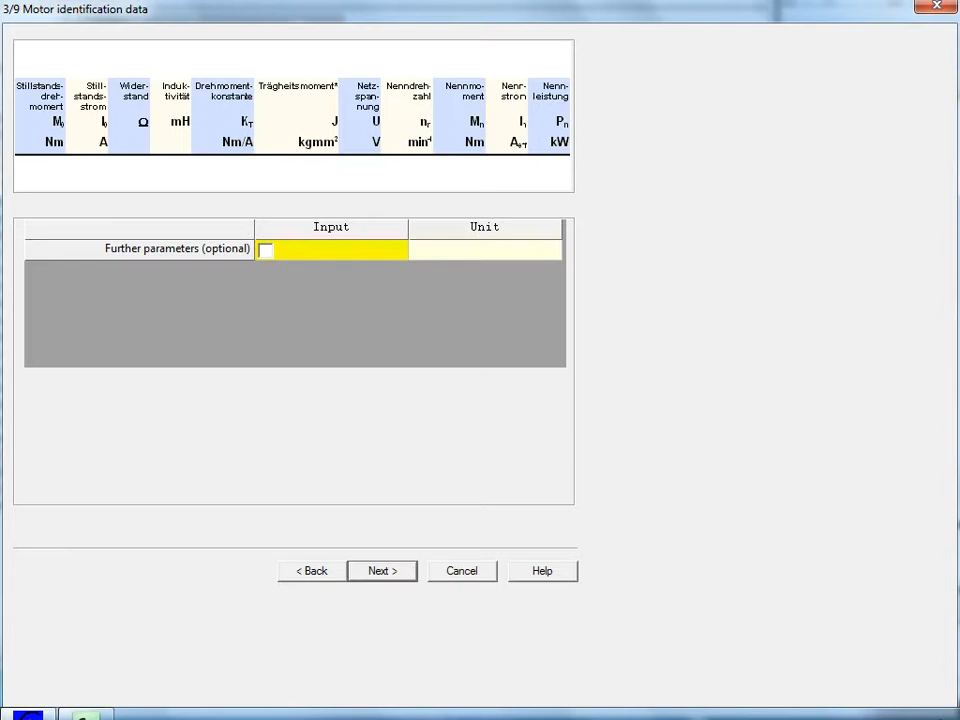 3/9 Motor identification data
Stillstands- Still- Wider- Induk- Drehmoment- Trägheitsmoment* Netz- Nenndreh- Nennmo- Nenn- Nenn-
dreh- stands- stand tivität konstante span- zahl ment strom leistung
moment strom nung
M₀ I₀ Ω mH K_T J U nᵣ Mₙ Iₙ Pₙ
Nm A Nm/A kgmm² V min⁻¹ Nm kW
Input Unit
Further parameters (optional)
< Back Next > Cancel Help